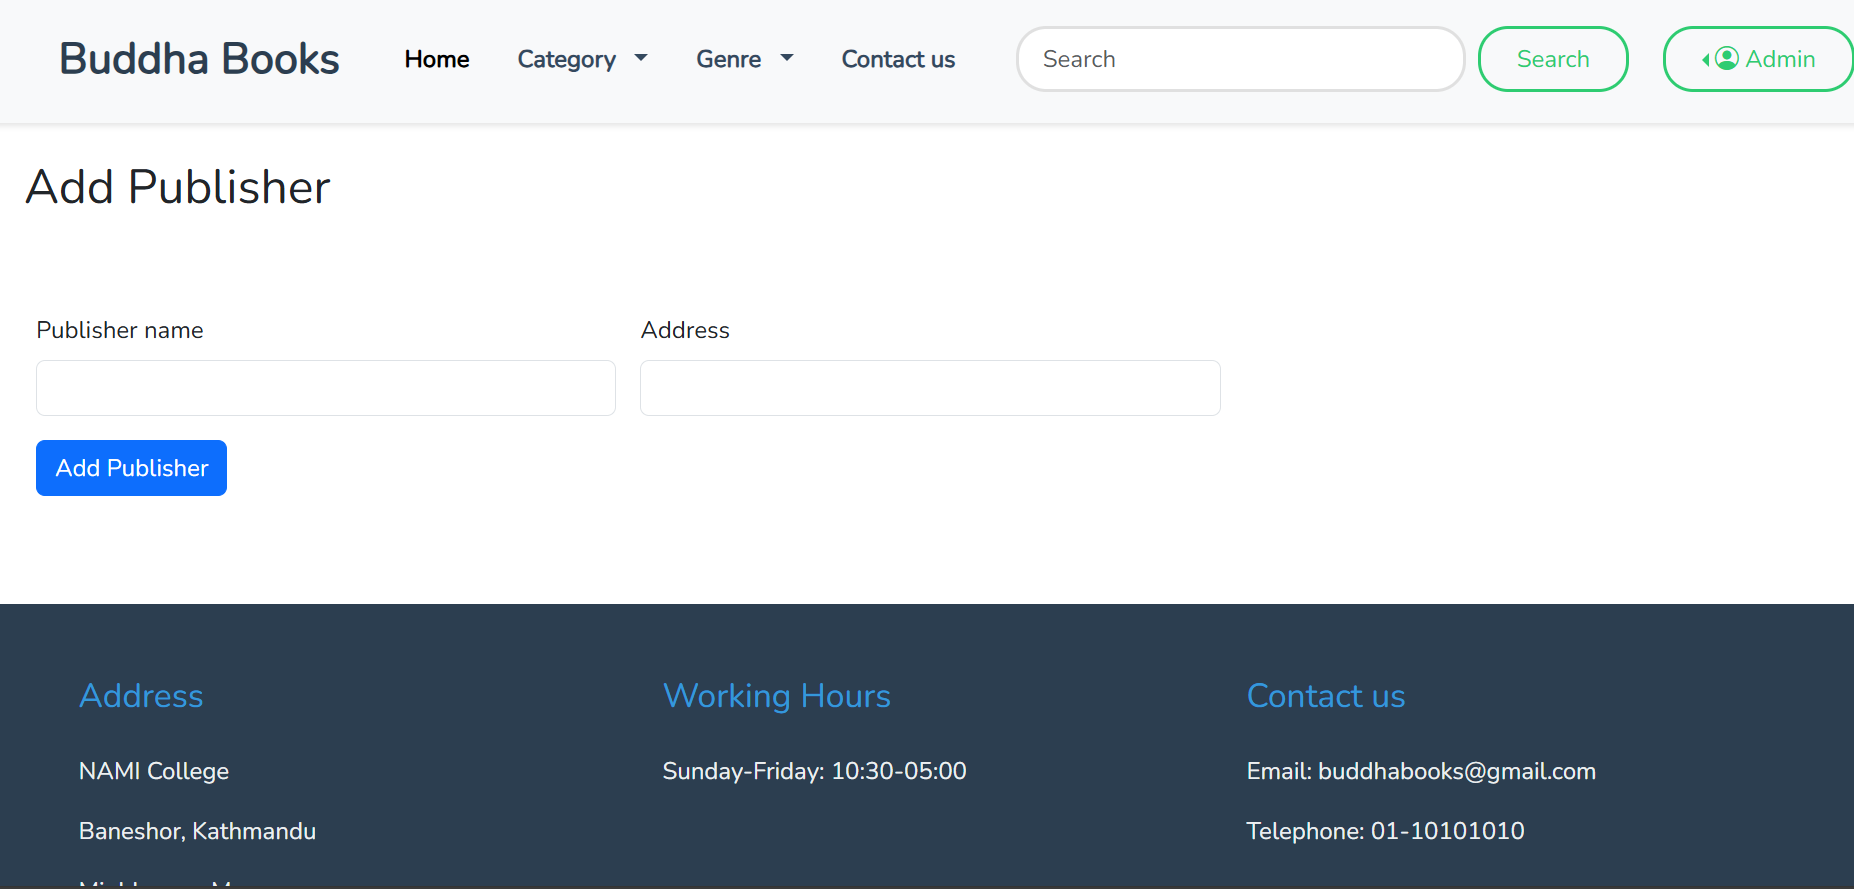 Buddha Books Home Category Genre Contact us Search Search Admin
Add Publisher
Publisher name Address
Add Publisher
Address Working Hours Contact us
NAMI College Sunday-Friday: 10:30-05:00 Email: buddhabooks@gmail.com
Baneshor, Kathmandu Telephone: 01-10101010